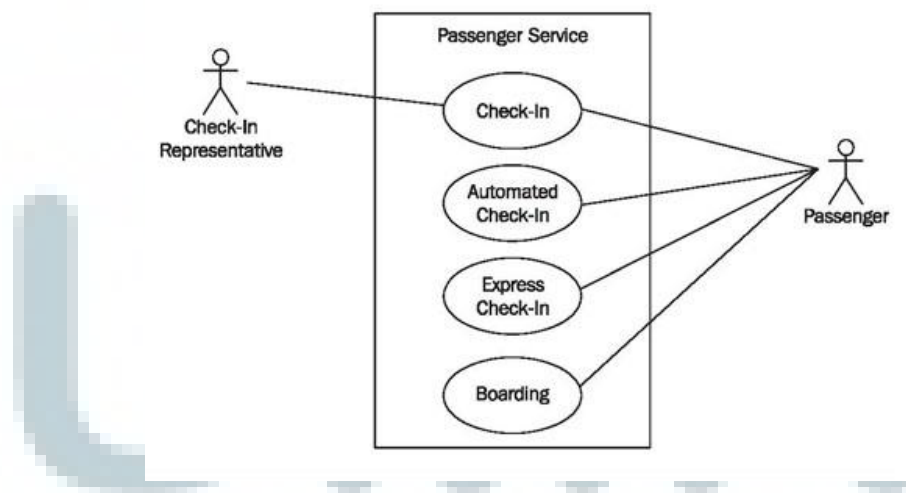 Passenger Service
Check-In
Representative
Check-In
Automated
Check-In
Express
Check-In
Boarding
Passenger